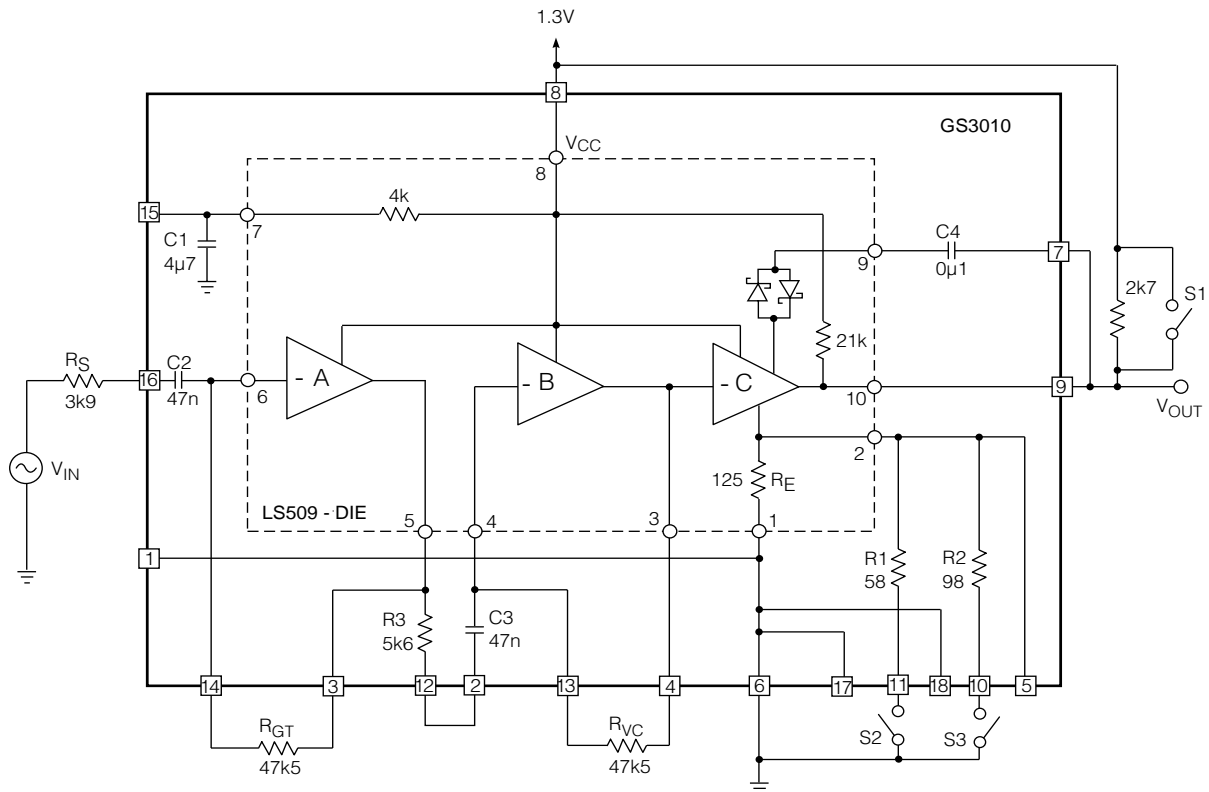 1.3V
8
GS3010
VCC
8
15
4k
7
C1
4µ7
C4
0µ1
9
7
2k7
S1
21k
RS
3k9
16
C2
47n
6
- A
- B
- C
10
9
VOUT
VIN
2
125
RE
LS509 - DIE
5
4
3
1
1
R1
58
R2
98
R3
5k6
C3
47n
14
3
12
2
13
4
6
17
11
18
10
5
RGT
47k5
RVC
47k5
S2
S3